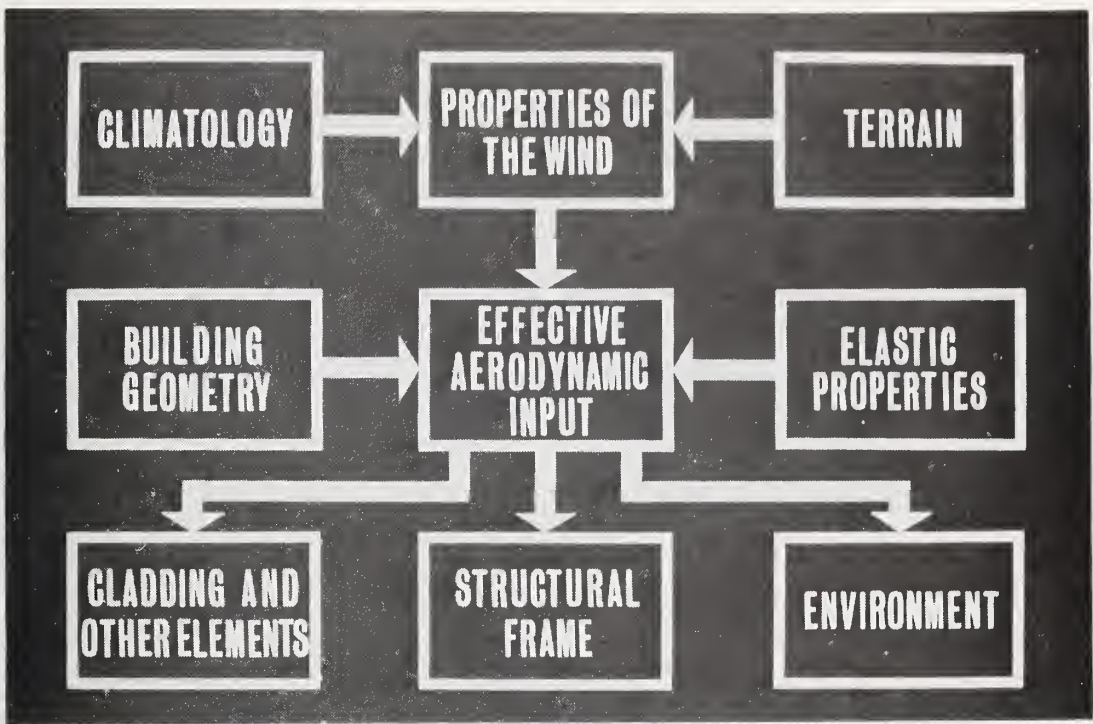 CLIMATOLOGY
PROPERTIES OF
THE WIND
TERRAIN
BUILDING
GEOMETRY
EFFECTIVE
AERODYNAMIC
INPUT
ELASTIC
PROPERTIES
CLADDING AND
OTHER ELEMENTS
STRUCTURAL
FRAME
ENVIRONMENT